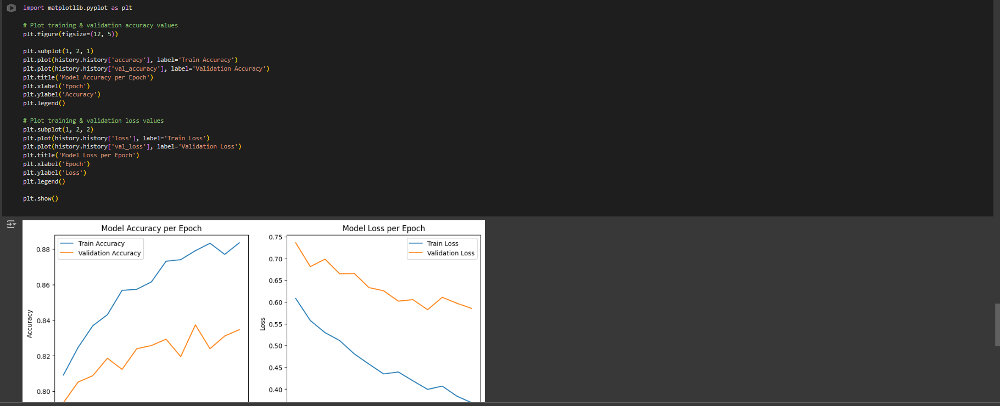 import matplotlib.pyplot as plt
# Plot training & validation accuracy values
plt.figure(figsize=(12, 5))
plt.subplot(1, 2, 1)
plt.plot(history.history['accuracy'], label='Train Accuracy')
plt.plot(history.history['val_accuracy'], label='Validation Accuracy')
plt.title('Model Accuracy per Epoch')
plt.xlabel('Epoch')
plt.ylabel('Accuracy')
plt.legend()
# Plot training & validation loss values
plt.subplot(1, 2, 2)
plt.plot(history.history['loss'], label='Train Loss')
plt.plot(history.history['val_loss'], label='Validation Loss')
plt.title('Model Loss per Epoch')
plt.xlabel('Epoch')
plt.ylabel('Loss')
plt.legend()
plt.show()
Model Accuracy per Epoch
Train Accuracy
Validation Accuracy
0.88
0.86
0.84
0.82
0.80
Accuracy
Model Loss per Epoch
Train Loss
Validation Loss
0.75
0.70
0.65
0.60
0.55
0.50
0.45
0.40
Loss